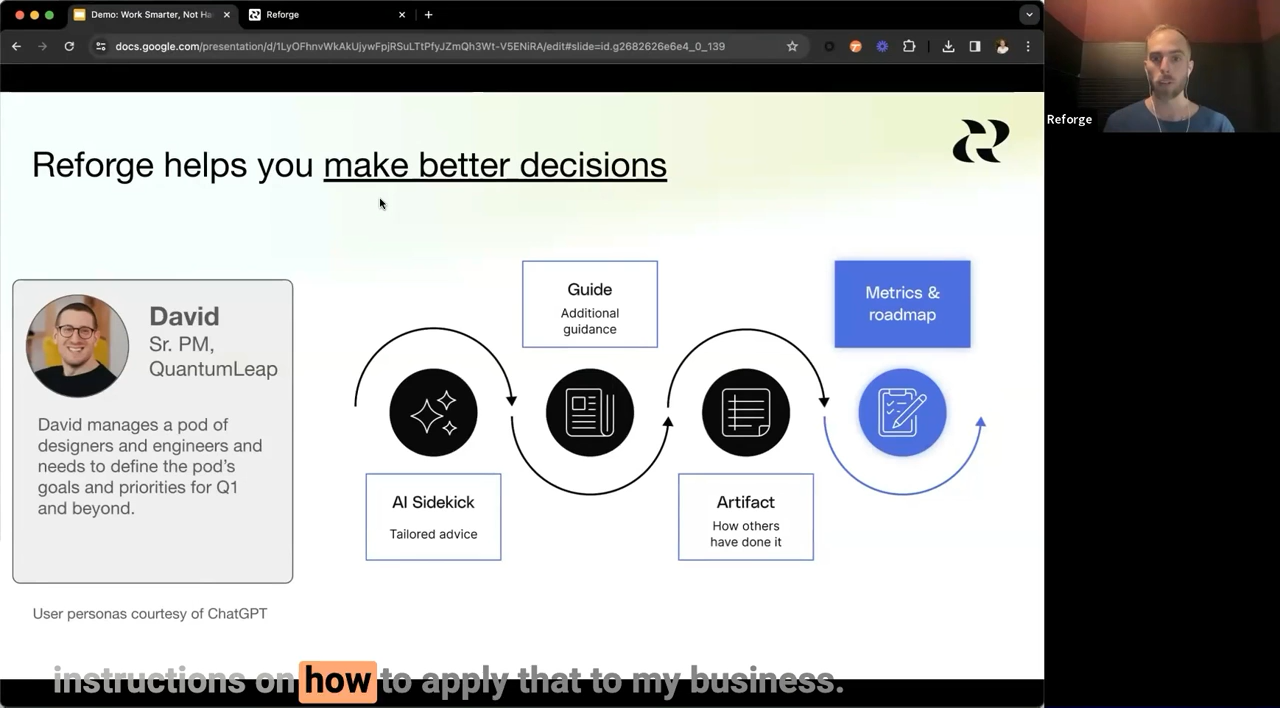 Demo: Work Smarter, Not Ha
Reforge
docs.google.com/presentation/d/1LyOFhnvWkAkUjywFpjRSuLTtPfyJZmQh3Wt-V5ENiRA/edit#slide=id.g2682626e6e4_0_139
Reforge
Reforge helps you make better decisions
David
Sr. PM,
QuantumLeap
David manages a pod of
designers and engineers and
needs to define the pod's
goals and priorities for Q1
and beyond.
User personas courtesy of ChatGPT
AI Sidekick
Tailored advice
Guide
Additional
guidance
Artifact
How others
have done it
Metrics &
roadmap
instructions on how to apply that to my business.